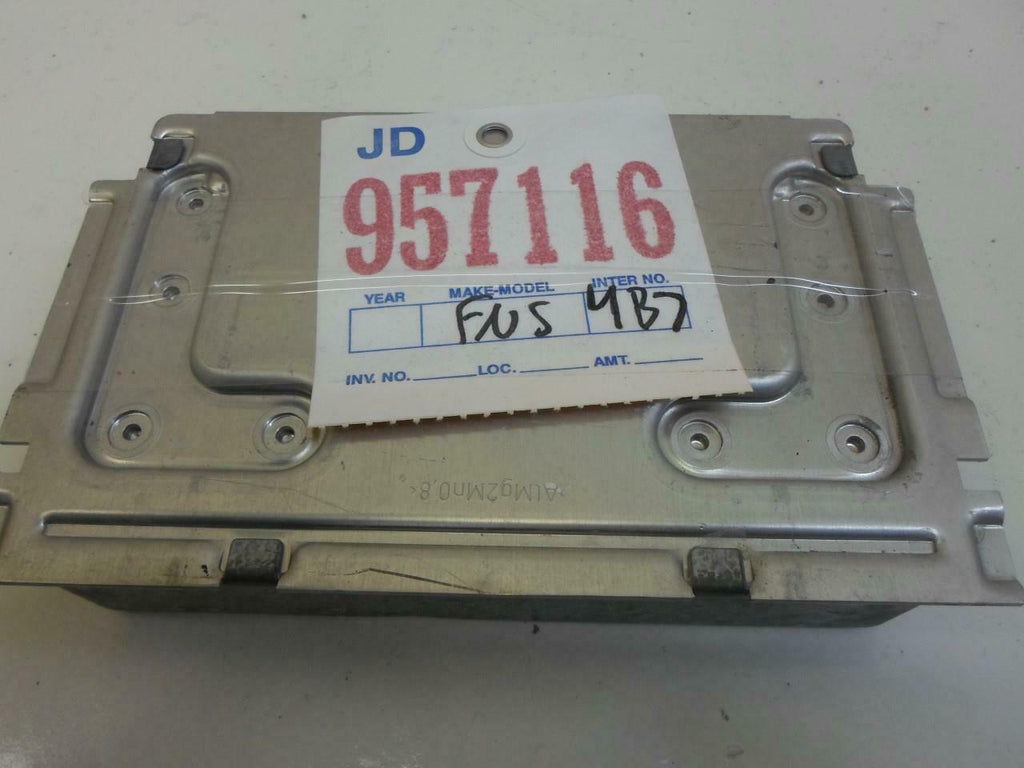 JD
957116
YEAR MAKE-MODEL INTER NO.
FUS 4B7
INV. NO. LOC. AMT.
>AlMg2Mn0,8<